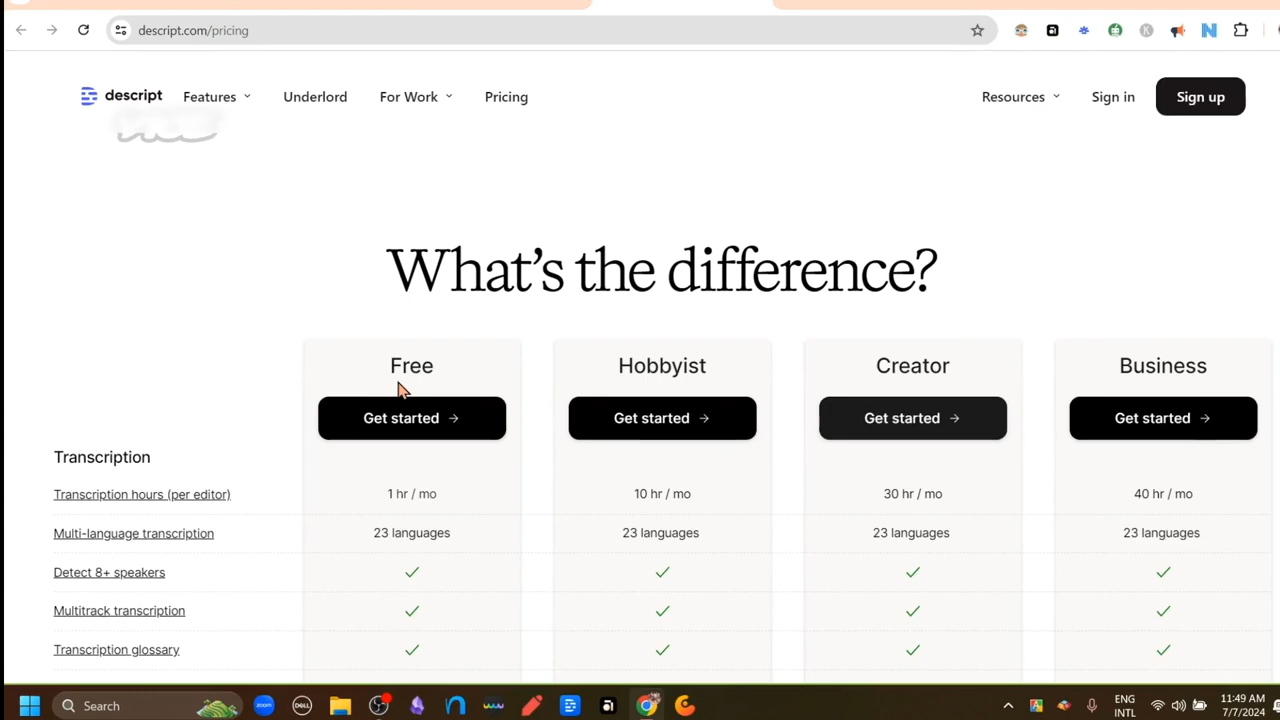 descript.com/pricing
descript
Features
Underlord
For Work
Pricing
Resources
Sign in
Sign up
What's the difference?
Free
Hobbyist
Creator
Business
Get started →
Get started →
Get started →
Get started →
Transcription
Transcription hours (per editor)
1 hr / mo
10 hr / mo
30 hr / mo
40 hr / mo
Multi-language transcription
23 languages
23 languages
23 languages
23 languages
Detect 8+ speakers
Multitrack transcription
Transcription glossary
Search
zoom
DELL
ENG
INTL
11:49 AM
7/7/2024